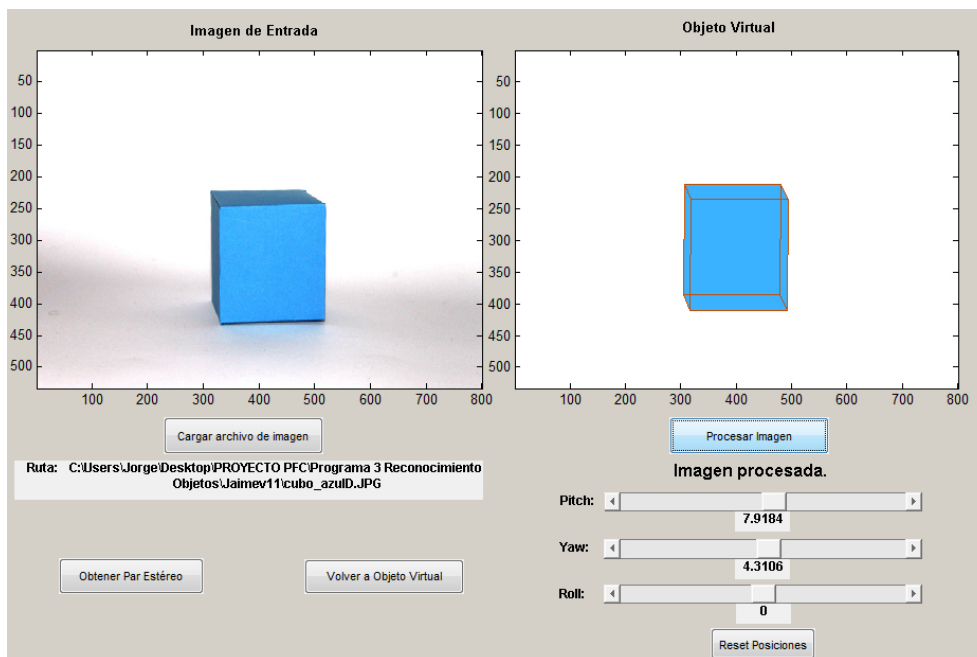 Imagen de Entrada
50
100
150
200
250
300
350
400
450
500
100 200 300 400 500 600 700 800
Cargar archivo de imagen
Ruta: C:\Users\Jorge\Desktop\PROYECTO PFC\Programa 3 Reconocimiento
Objetos\Jaimev11\cubo_azulD.JPG
Obtener Par Estéreo
Volver a Objeto Virtual
Objeto Virtual
50
100
150
200
250
300
350
400
450
500
100 200 300 400 500 600 700 800
Procesar Imagen
Imagen procesada.
Pitch:
7.9184
Yaw:
4.3106
Roll:
0
Reset Posiciones